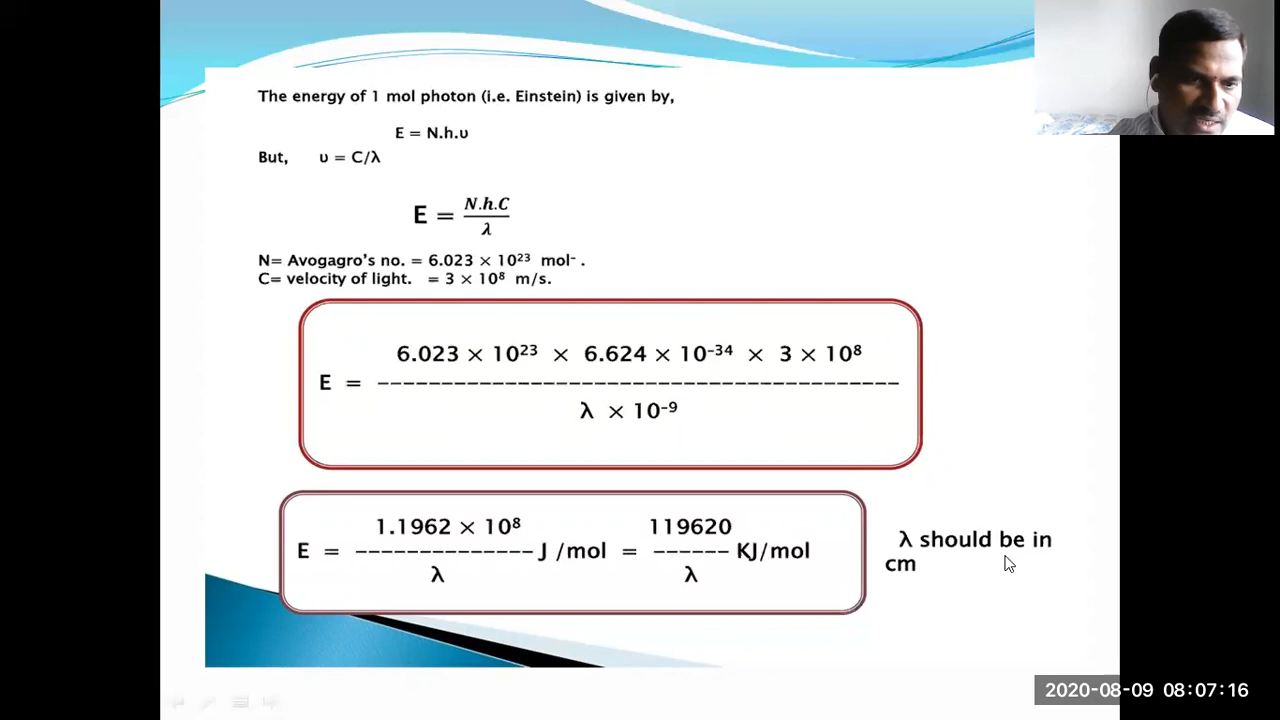 The energy of 1 mol photon (i.e. Einstein) is given by,
E = N.h.υ
But, υ = C/λ
E = N.h.C / λ
N= Avogagro's no. = 6.023 × 10²³ mol⁻ .
C= velocity of light. = 3 × 10⁸ m/s.
6.023 × 10²³ × 6.624 × 10⁻³⁴ × 3 × 10⁸
E = -----------------------------------------
λ × 10⁻⁹
1.1962 × 10⁸ 119620
E = -------------- J /mol = ------ KJ/mol
λ λ
λ should be in
cm
2020-08-09 08:07:16